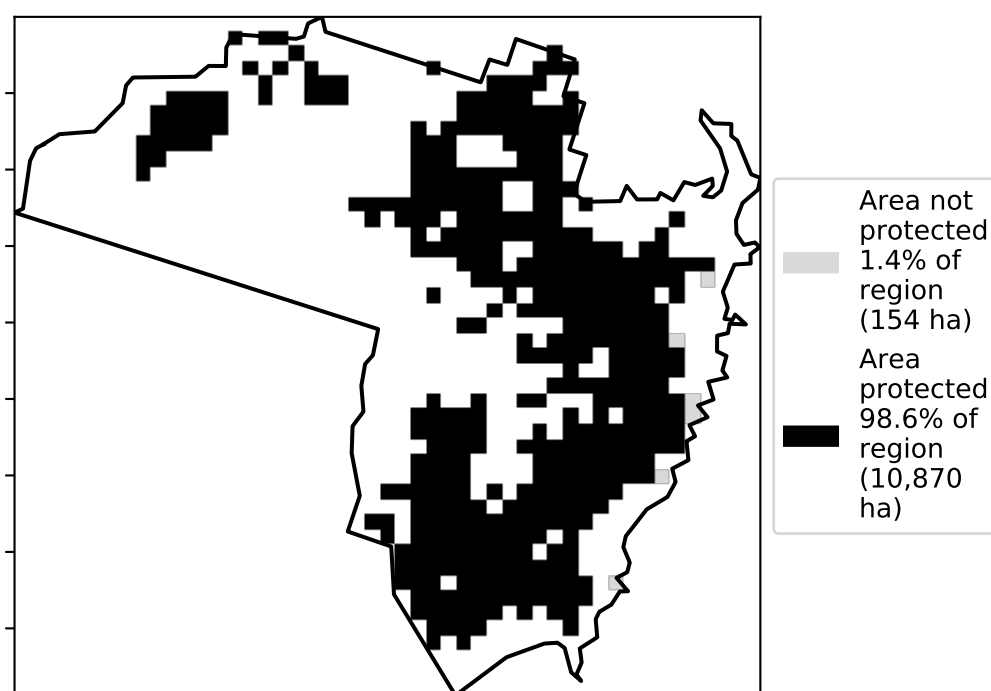 Area not
protected
1.4% of
region
(154 ha)
Area
protected
98.6% of
region
(10,870
ha)